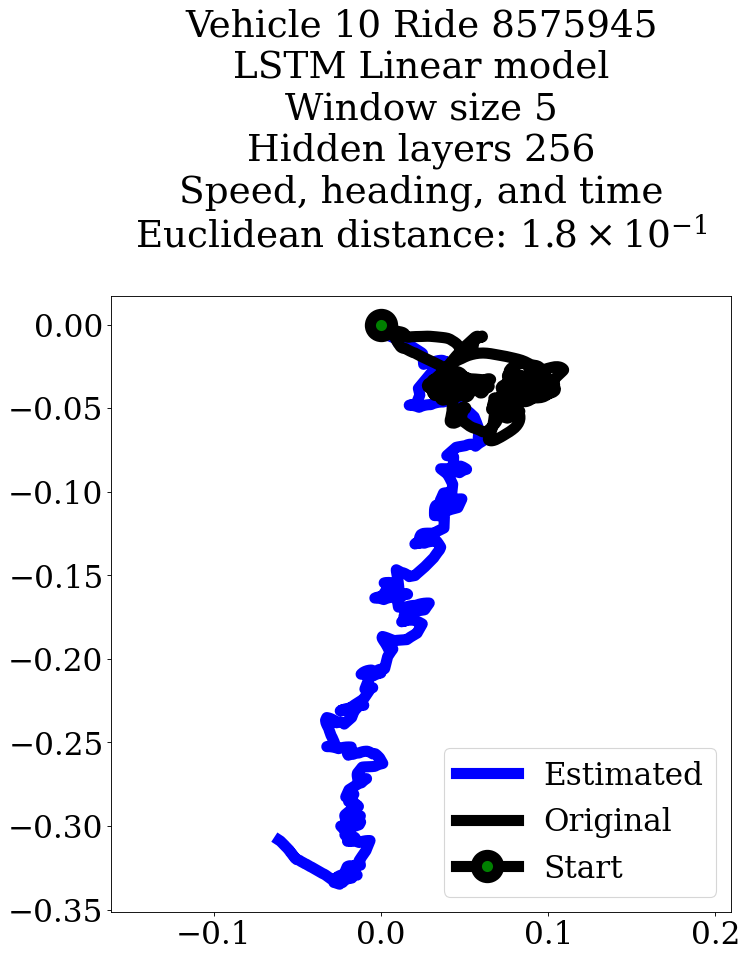 Vehicle 10 Ride 8575945
LSTM Linear model
Window size 5
Hidden layers 256
Speed, heading, and time
Euclidean distance: $1.8 × 10^{-1}$
0.00
−0.05
−0.10
−0.15
−0.20
−0.25
−0.30
−0.35
Estimated
Original
Start
−0.1
0.0
0.1
0.2